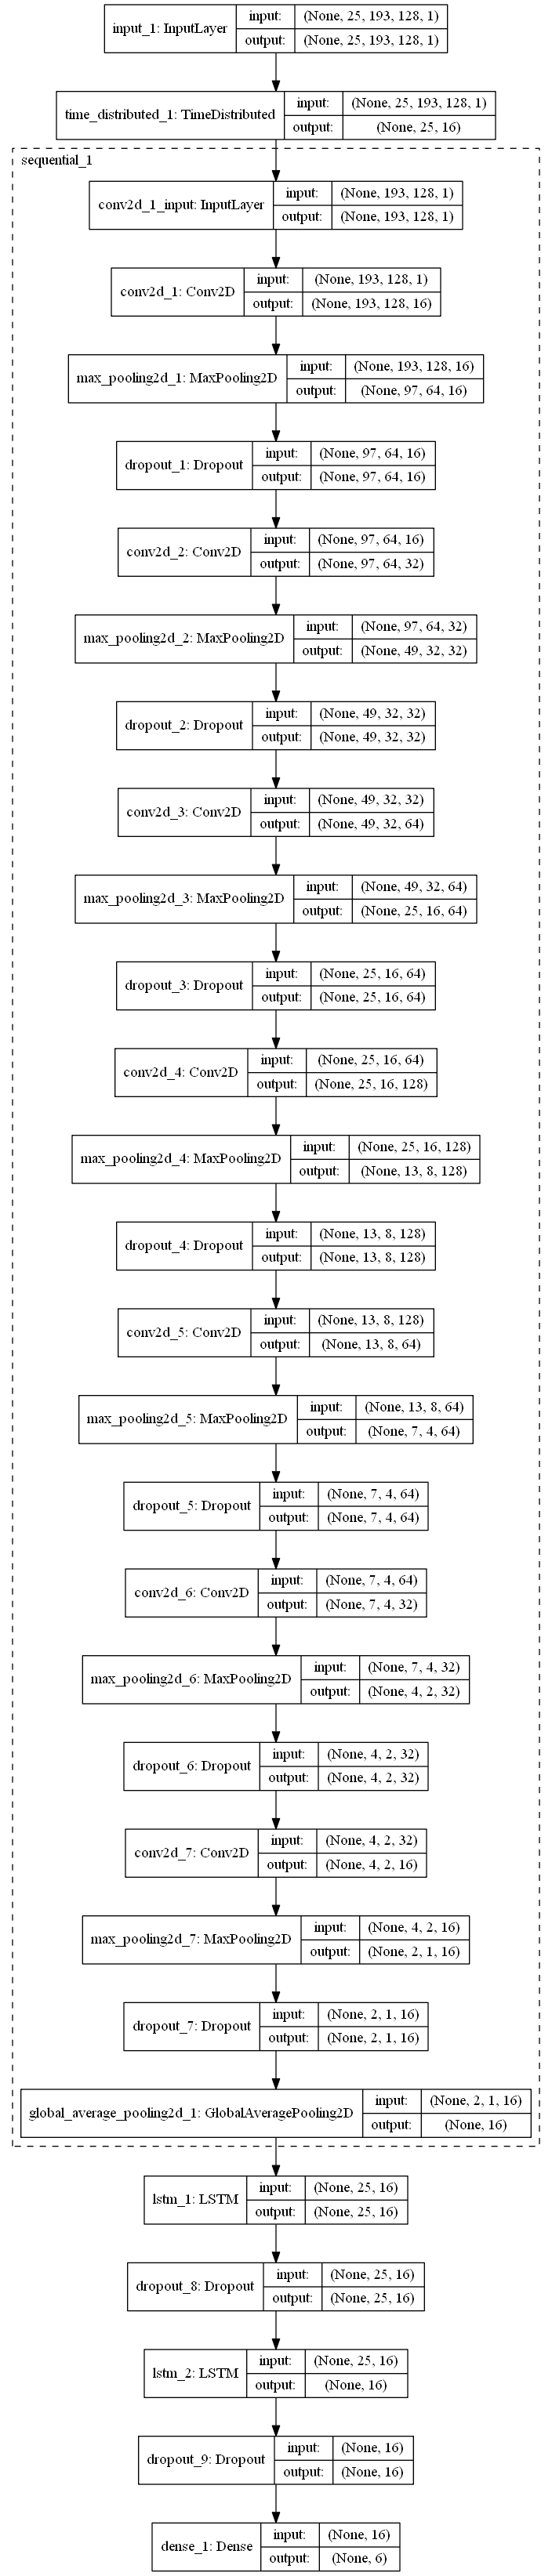 input_1: InputLayer
input: (None, 25, 193, 128, 1)
output: (None, 25, 193, 128, 1)
time_distributed_1: TimeDistributed
input: (None, 25, 193, 128, 1)
output: (None, 25, 16)
sequential_1
conv2d_1_input: InputLayer
input: (None, 193, 128, 1)
output: (None, 193, 128, 1)
conv2d_1: Conv2D
input: (None, 193, 128, 1)
output: (None, 193, 128, 16)
max_pooling2d_1: MaxPooling2D
input: (None, 193, 128, 16)
output: (None, 97, 64, 16)
dropout_1: Dropout
input: (None, 97, 64, 16)
output: (None, 97, 64, 16)
conv2d_2: Conv2D
input: (None, 97, 64, 16)
output: (None, 97, 64, 32)
max_pooling2d_2: MaxPooling2D
input: (None, 97, 64, 32)
output: (None, 49, 32, 32)
dropout_2: Dropout
input: (None, 49, 32, 32)
output: (None, 49, 32, 32)
conv2d_3: Conv2D
input: (None, 49, 32, 32)
output: (None, 49, 32, 64)
max_pooling2d_3: MaxPooling2D
input: (None, 49, 32, 64)
output: (None, 25, 16, 64)
dropout_3: Dropout
input: (None, 25, 16, 64)
output: (None, 25, 16, 64)
conv2d_4: Conv2D
input: (None, 25, 16, 64)
output: (None, 25, 16, 128)
max_pooling2d_4: MaxPooling2D
input: (None, 25, 16, 128)
output: (None, 13, 8, 128)
dropout_4: Dropout
input: (None, 13, 8, 128)
output: (None, 13, 8, 128)
conv2d_5: Conv2D
input: (None, 13, 8, 128)
output: (None, 13, 8, 64)
max_pooling2d_5: MaxPooling2D
input: (None, 13, 8, 64)
output: (None, 7, 4, 64)
dropout_5: Dropout
input: (None, 7, 4, 64)
output: (None, 7, 4, 64)
conv2d_6: Conv2D
input: (None, 7, 4, 64)
output: (None, 7, 4, 32)
max_pooling2d_6: MaxPooling2D
input: (None, 7, 4, 32)
output: (None, 4, 2, 32)
dropout_6: Dropout
input: (None, 4, 2, 32)
output: (None, 4, 2, 32)
conv2d_7: Conv2D
input: (None, 4, 2, 32)
output: (None, 4, 2, 16)
max_pooling2d_7: MaxPooling2D
input: (None, 4, 2, 16)
output: (None, 2, 1, 16)
dropout_7: Dropout
input: (None, 2, 1, 16)
output: (None, 2, 1, 16)
global_average_pooling2d_1: GlobalAveragePooling2D
input: (None, 2, 1, 16)
output: (None, 16)
lstm_1: LSTM
input: (None, 25, 16)
output: (None, 25, 16)
dropout_8: Dropout
input: (None, 25, 16)
output: (None, 25, 16)
lstm_2: LSTM
input: (None, 25, 16)
output: (None, 16)
dropout_9: Dropout
input: (None, 16)
output: (None, 16)
dense_1: Dense
input: (None, 16)
output: (None, 6)